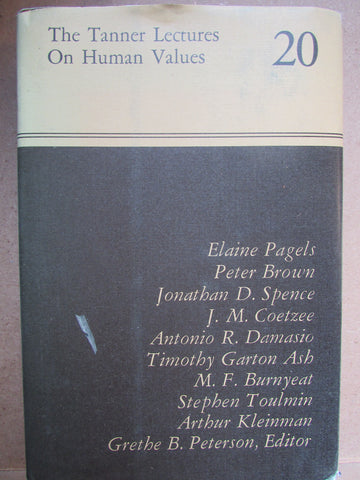 The Tanner Lectures
On Human Values
20
Elaine Pagels
Peter Brown
Jonathan D. Spence
J. M. Coetzee
Antonio R. Damasio
Timothy Garton Ash
M. F. Burnyeat
Stephen Toulmin
Arthur Kleinman
Grethe B. Peterson, Editor